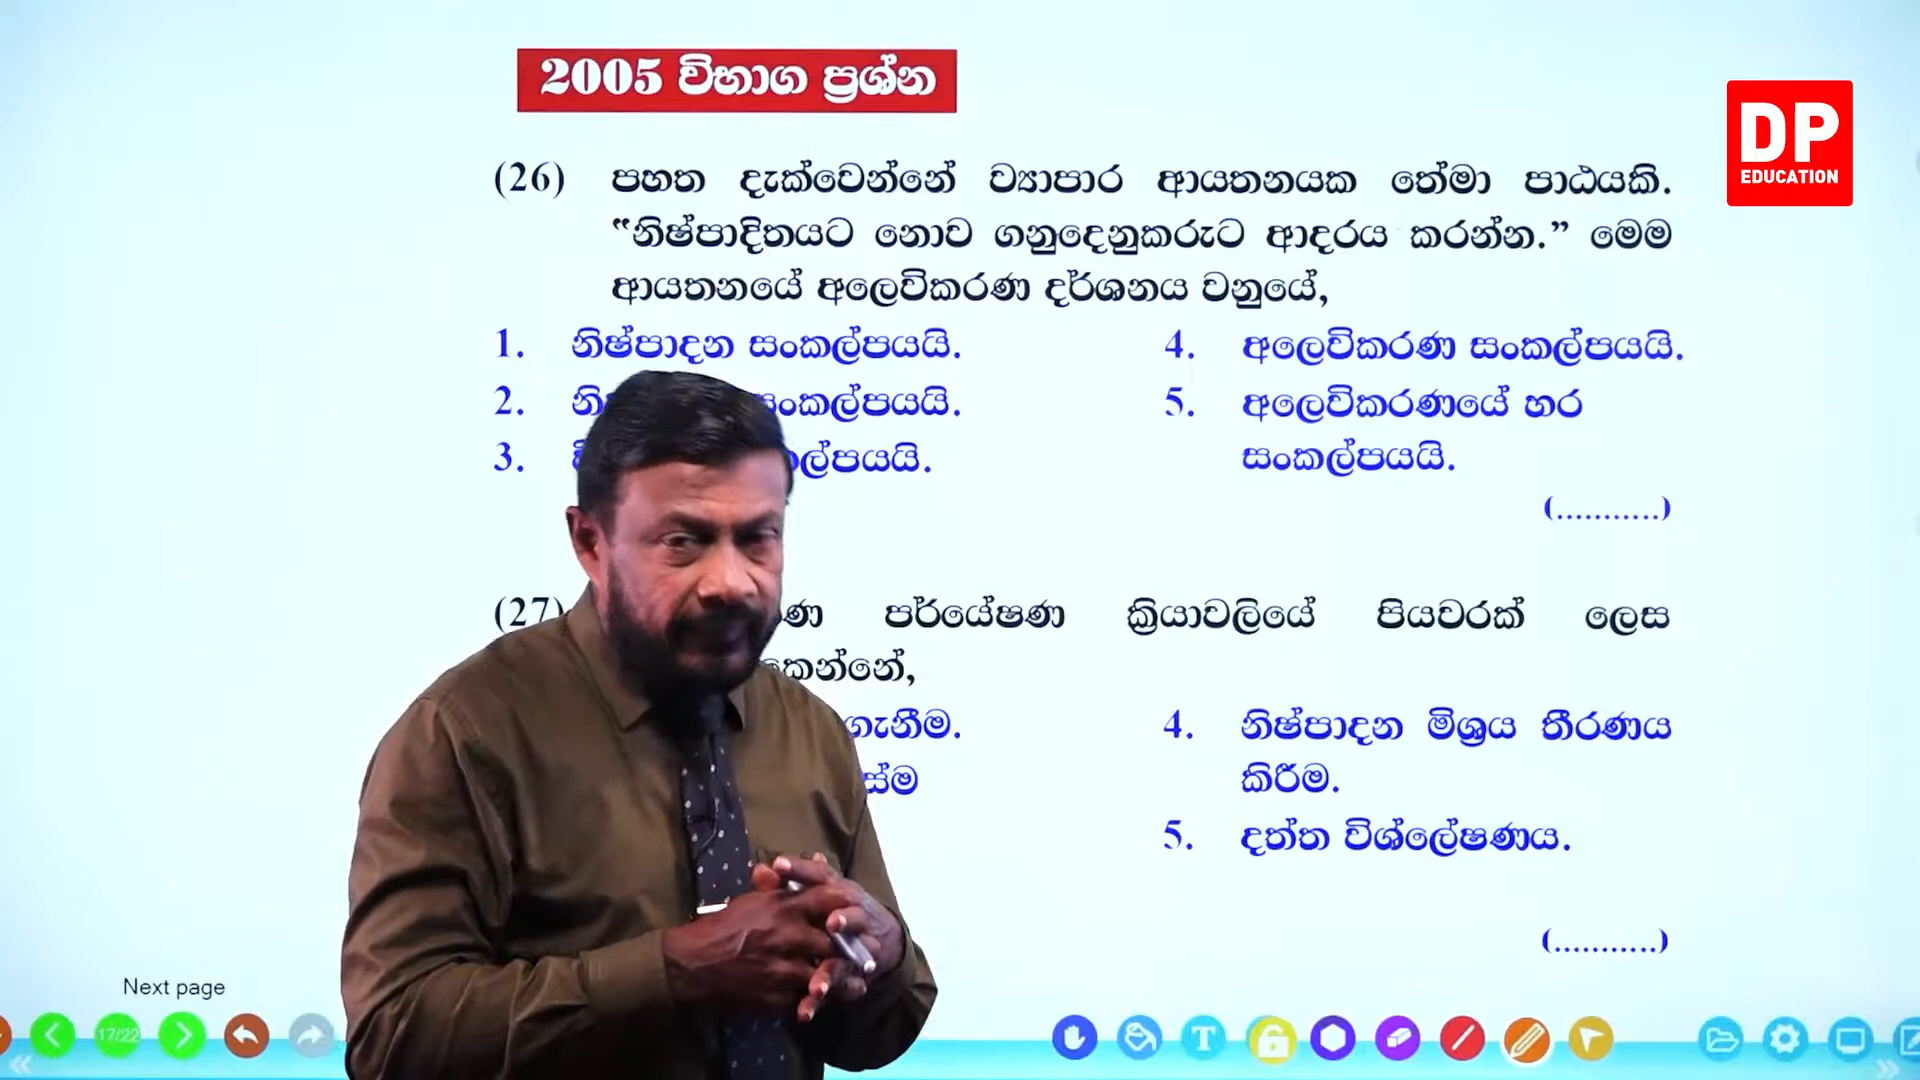 2005 විභාග ප්‍රශ්න
DP
EDUCATION
(26) පහත දැක්වෙන්නේ ව්‍යාපාර ආයතනයක තේමා පාඨයකි.
“නිෂ්පාදිතයට නොව ගනුදෙනුකරුට ආදරය කරන්න.” මෙම
ආයතනයේ අලෙවිකරණ දර්ශනය වනුයේ,
1. නිෂ්පාදන සංකල්පයයි.
4. අලෙවිකරණ සංකල්පයයි.
2. සංකල්පයයි.
5. අලෙවිකරණයේ හර
3.
සංකල්පයයි.
(...........)
(27) පර්යේෂණ ක්‍රියාවලියේ පියවරක් ලෙස
ගැනීම.
4. නිෂ්පාදන මිශ්‍රය තීරණය
කිරීම.
5. දත්ත විශ්ලේෂණය.
(...........)
Next page
17/22